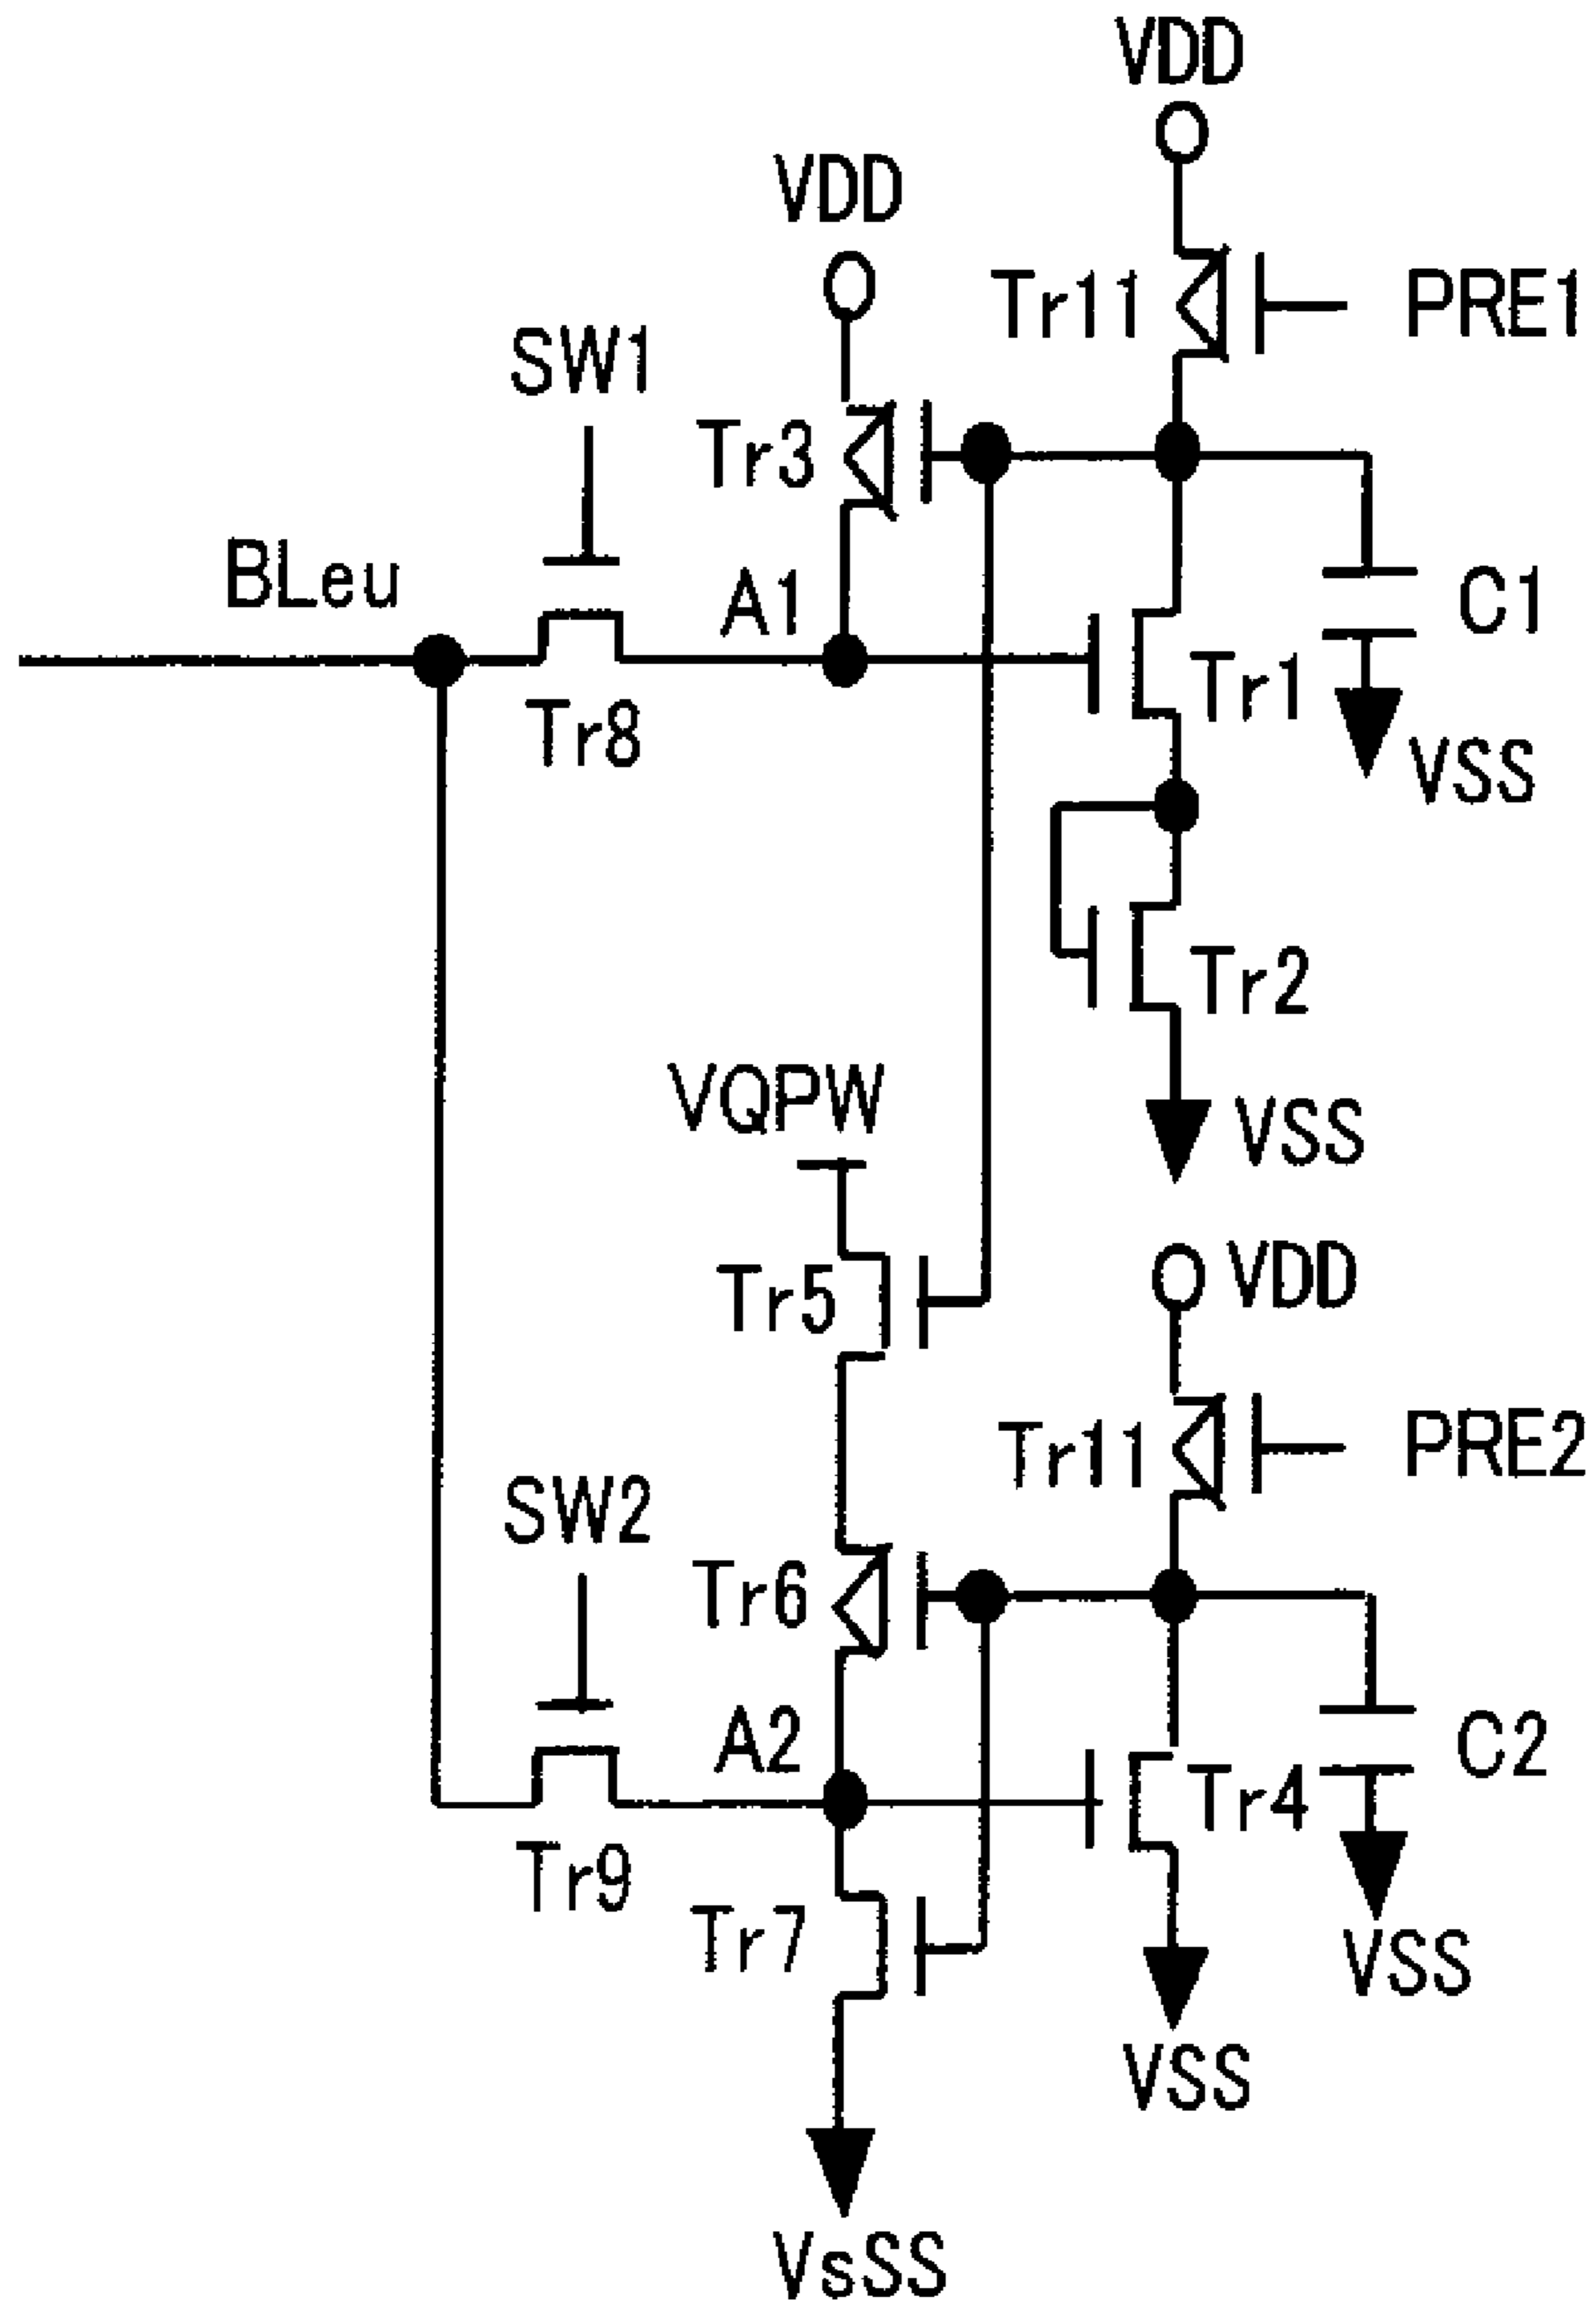 VDD
VDD
Tr11
PRE1
SW1
Tr3
BLeu
A1
C1
Tr8
Tr1
VSS
Tr2
VQPW
VSS
Tr5
VDD
Tr11
PRE2
SW2
Tr6
A2
Tr4
C2
Tr9
Tr7
VSS
VSS
VsSS